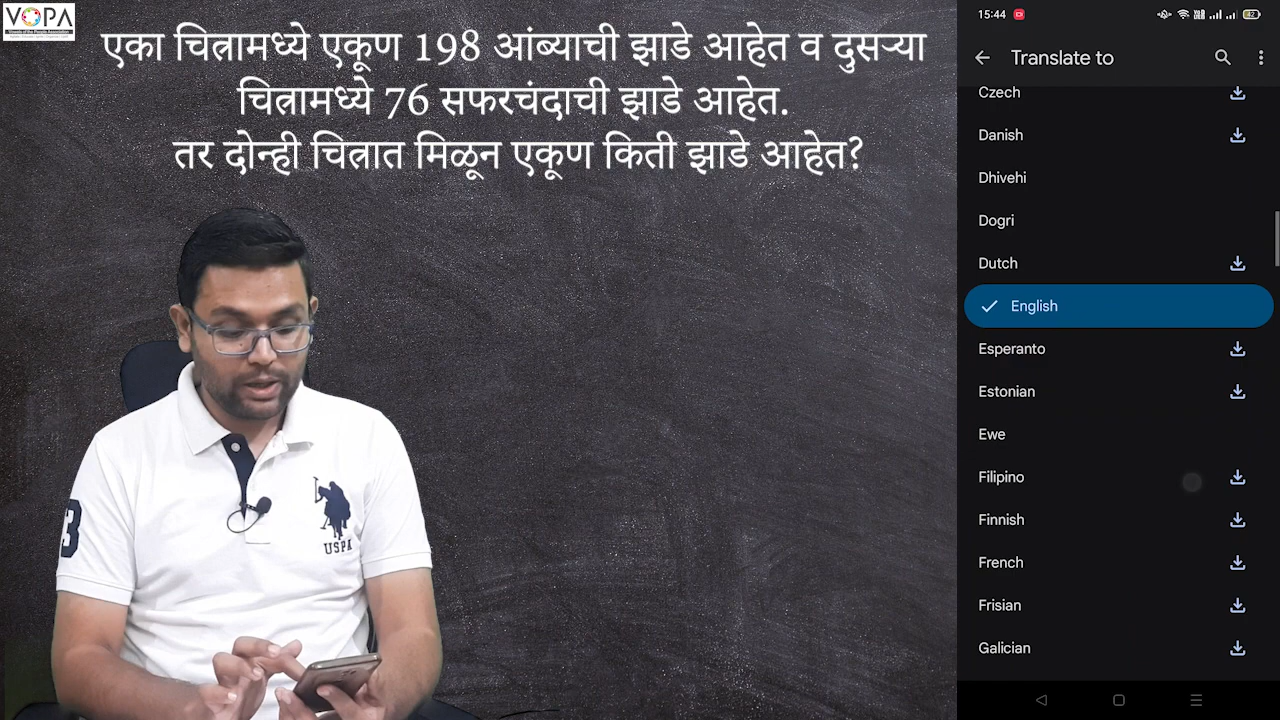 VOPA
एका चित्रामध्ये एकूण 198 आंब्याची झाडे आहेत व दुसऱ्या
चित्रामध्ये 76 सफरचंदाची झाडे आहेत.
तर दोन्ही चित्रात मिळून एकूण किती झाडे आहेत?
3
USPA
15:44
Translate to
Czech
Danish
Dhivehi
Dogri
Dutch
English
Esperanto
Estonian
Ewe
Filipino
Finnish
French
Frisian
Galician